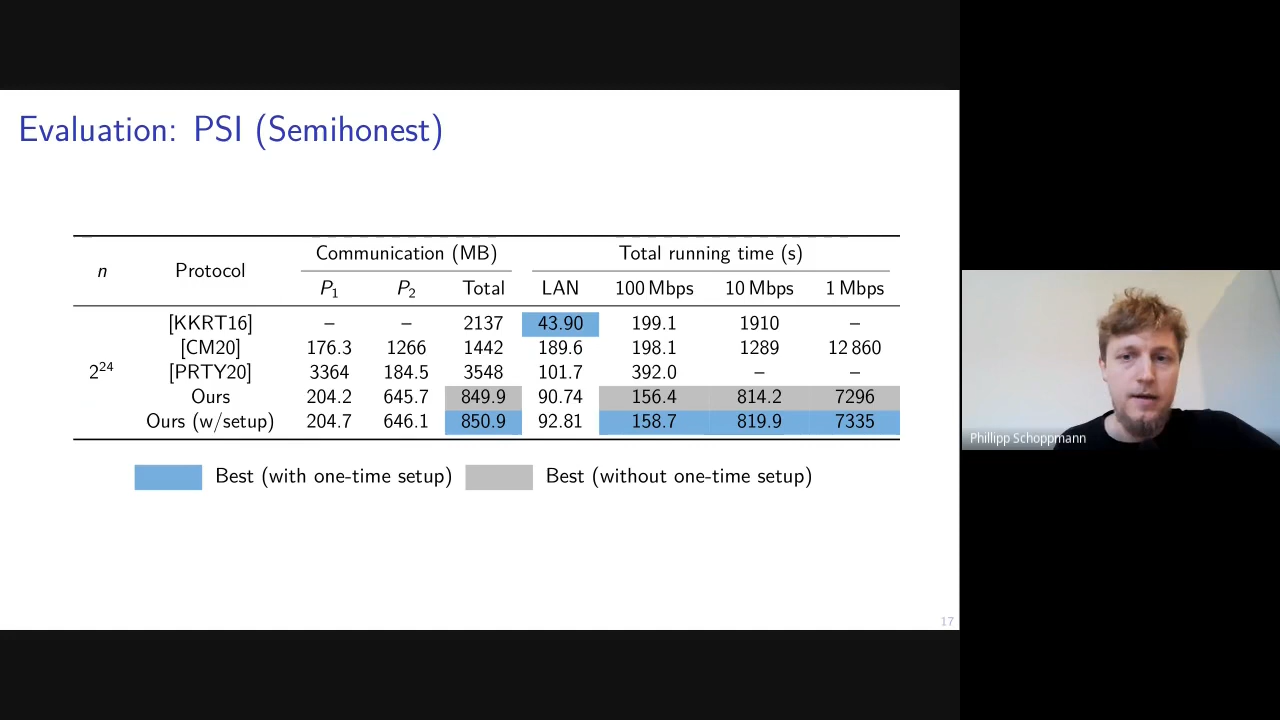 Evaluation: PSI (Semihonest)
Communication (MB) Total running time (s)
n Protocol
P₁ P₂ Total LAN 100 Mbps 10 Mbps 1 Mbps
[KKRT16] – – 2137 43.90 199.1 1910 –
[CM20] 176.3 1266 1442 189.6 198.1 1289 12 860
2²⁴ [PRTY20] 3364 184.5 3548 101.7 392.0 – –
Ours 204.2 645.7 849.9 90.74 156.4 814.2 7296
Ours (w/setup) 204.7 646.1 850.9 92.81 158.7 819.9 7335
Best (with one-time setup) Best (without one-time setup)
17
Phillipp Schoppmann